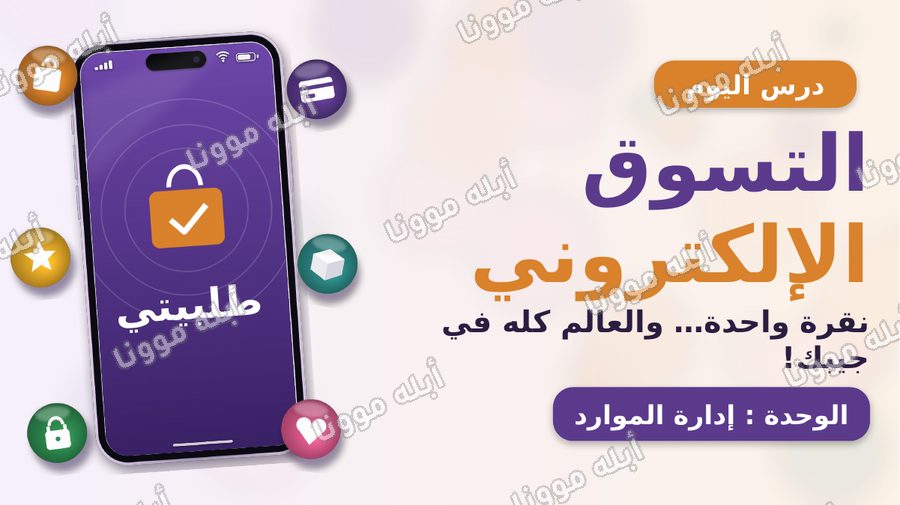 درس اليوم
التسوق
الإلكتروني
نقرة واحدة... والعالم كله في
جيبك!
الوحدة : إدارة الموارد
طلبيتي
أبله موونا